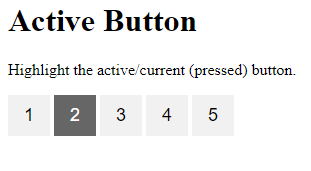 Active Button
Highlight the active/current (pressed) button.
1 2 3 4 5